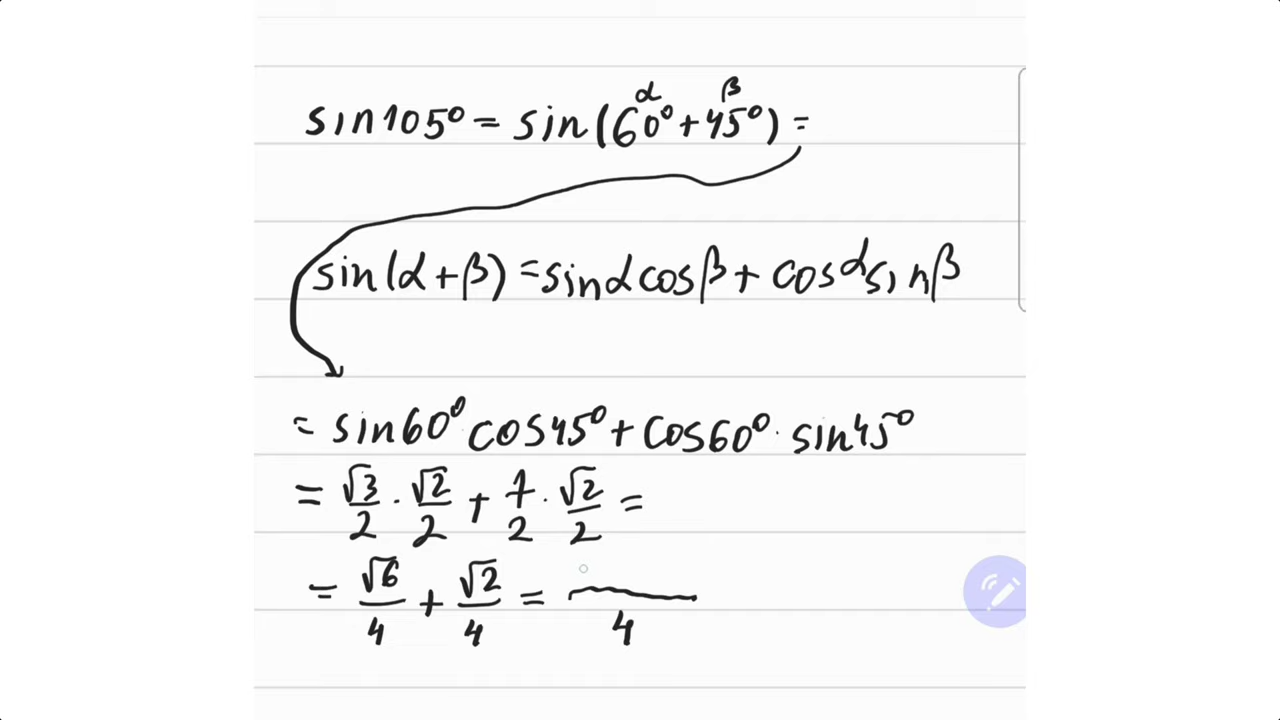 α β
sin105° = sin(60° + 45°) =
sin(α + β) = sinα cosβ + cosα sinβ
= sin60° cos45° + cos60° · sin45°
= √3/2 · √2/2 + 1/2 · √2/2 =
= √6/4 + √2/4 = /4